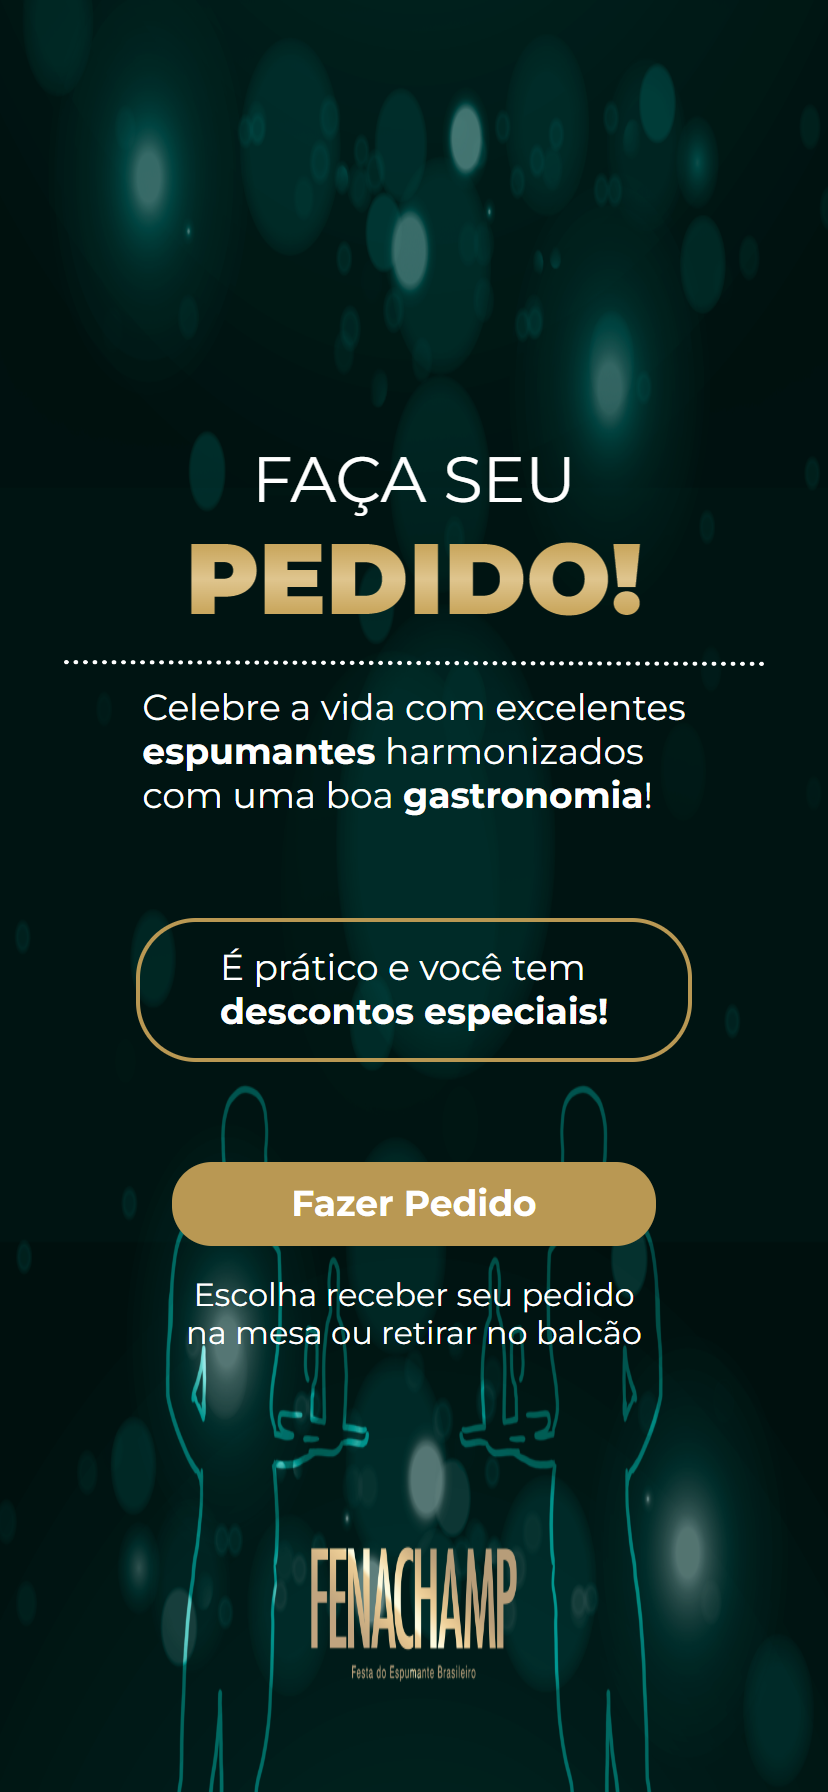 FAÇA SEU
PEDIDO!
Celebre a vida com excelentes
espumantes harmonizados
com uma boa gastronomia!
É prático e você tem
descontos especiais!
Fazer Pedido
Escolha receber seu pedido
na mesa ou retirar no balcão
FENACHAMP
Festa do Espumante Brasileiro